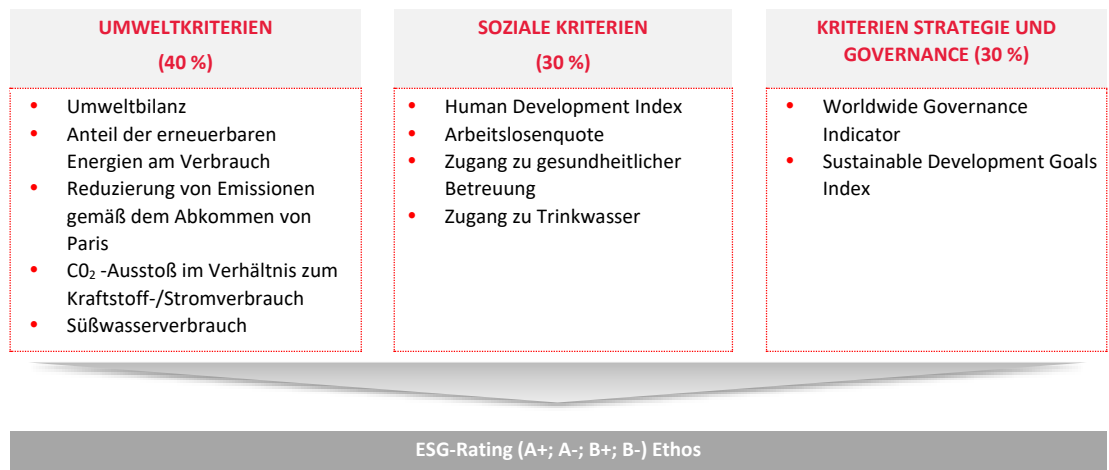 UMWELTKRITERIEN
(40 %)
• Umweltbilanz
• Anteil der erneuerbaren
Energien am Verbrauch
• Reduzierung von Emissionen
gemäß dem Abkommen von
Paris
• C0₂ -Ausstoß im Verhältnis zum
Kraftstoff-/Stromverbrauch
• Süßwasserverbrauch
SOZIALE KRITERIEN
(30 %)
• Human Development Index
• Arbeitslosenquote
• Zugang zu gesundheitlicher
Betreuung
• Zugang zu Trinkwasser
KRITERIEN STRATEGIE UND
GOVERNANCE (30 %)
• Worldwide Governance
Indicator
• Sustainable Development Goals
Index
ESG-Rating (A+; A-; B+; B-) Ethos